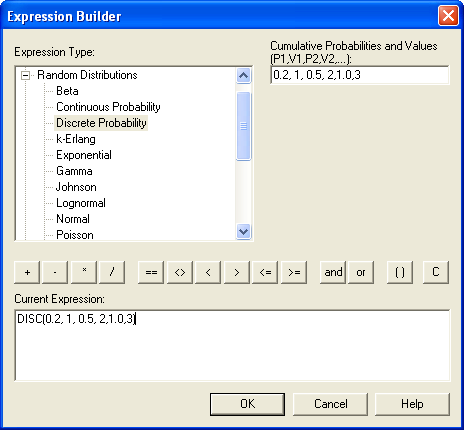 Expression Builder
Expression Type:
Random Distributions
Beta
Continuous Probability
Discrete Probability
k-Erlang
Exponential
Gamma
Johnson
Lognormal
Normal
Poisson
Cumulative Probabilities and Values
(P1,V1,P2,V2,...):
0.2, 1, 0.5, 2,1.0,3
+ - * / == <> < > <= >= and or ( ) C
Current Expression:
DISC(0.2, 1, 0.5, 2,1.0,3)
OK Cancel Help